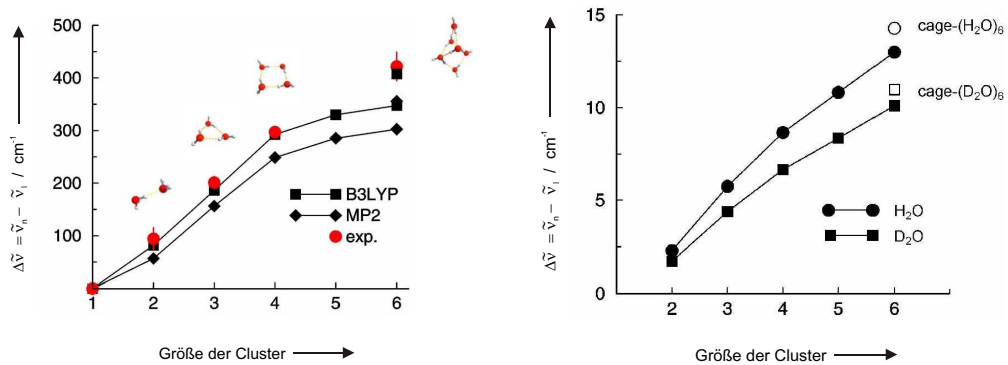 500
400
300
200
100
1
2
3
4
5
6
Δν̃ = ν̃ₙ − ν̃₁ / cm⁻¹
B3LYP
MP2
exp.
Größe der Cluster
15
10
5
0
2
3
4
5
6
Δν̃ = ν̃ₙ − ν̃₁ / cm⁻¹
cage-(H₂O)₆
cage-(D₂O)₆
H₂O
D₂O
Größe der Cluster